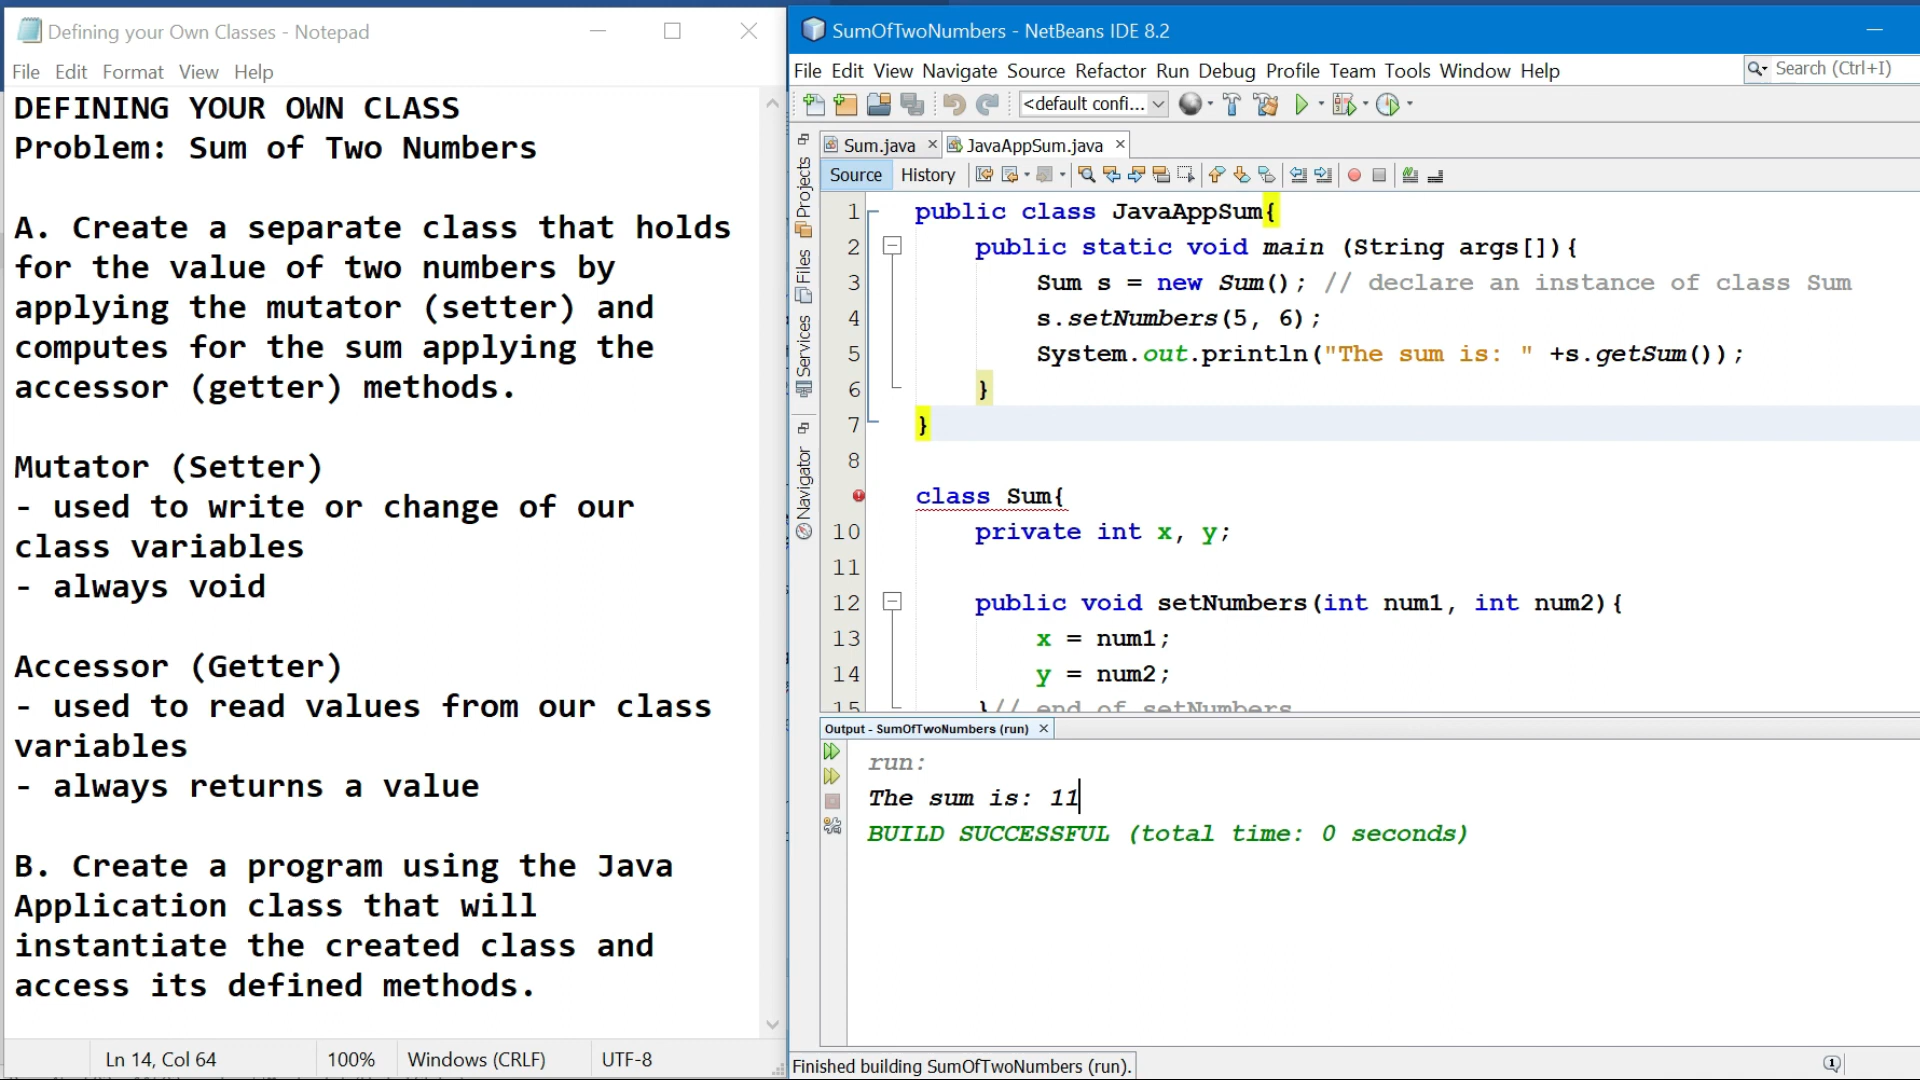 Defining your Own Classes - Notepad
File Edit Format View Help
DEFINING YOUR OWN CLASS
Problem: Sum of Two Numbers
A. Create a separate class that holds
for the value of two numbers by
applying the mutator (setter) and
computes for the sum applying the
accessor (getter) methods.
Mutator (Setter)
- used to write or change of our
class variables
- always void
Accessor (Getter)
- used to read values from our class
variables
- always returns a value
B. Create a program using the Java
Application class that will
instantiate the created class and
access its defined methods.
Ln 14, Col 64 100% Windows (CRLF) UTF-8
SumOfTwoNumbers - NetBeans IDE 8.2
File Edit View Navigate Source Refactor Run Debug Profile Team Tools Window Help
Search (Ctrl+I)
<default confi...
Sum.java JavaAppSum.java
Source History
Projects
Files
Services
Navigator
1 public class JavaAppSum{
2 public static void main (String args[]){
3 Sum s = new Sum(); // declare an instance of class Sum
4 s.setNumbers(5, 6);
5 System.out.println("The sum is: " +s.getSum());
6 }
7 }
8
class Sum{
10 private int x, y;
11
12 public void setNumbers(int num1, int num2){
13 x = num1;
14 y = num2;
15 }// end of setNumbers
Output - SumOfTwoNumbers (run)
run:
The sum is: 11
BUILD SUCCESSFUL (total time: 0 seconds)
Finished building SumOfTwoNumbers (run).